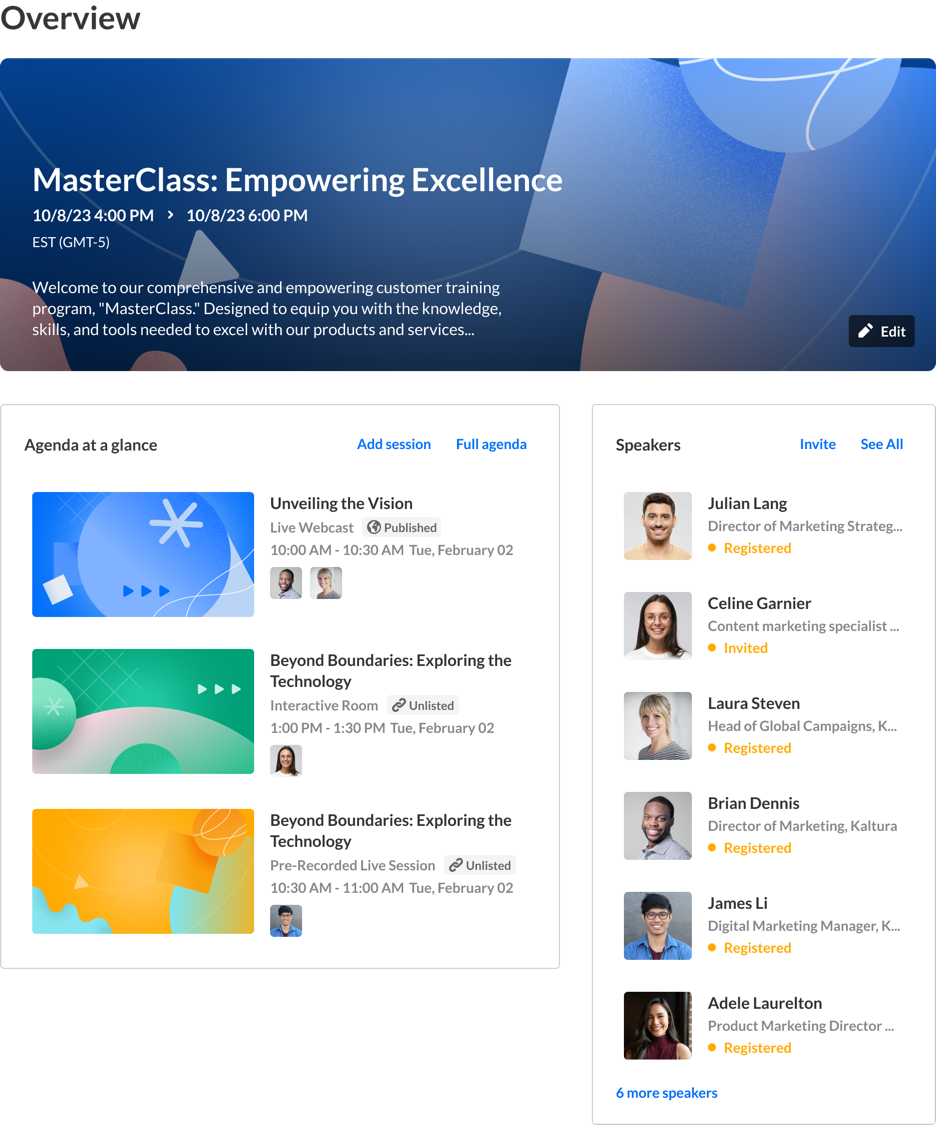 Overview
MasterClass: Empowering Excellence
10/8/23 4:00 PM > 10/8/23 6:00 PM
EST (GMT-5)
Welcome to our comprehensive and empowering customer training
program, "MasterClass." Designed to equip you with the knowledge,
skills, and tools needed to excel with our products and services...
Edit
Agenda at a glance
Add session
Full agenda
Unveiling the Vision
Live Webcast Published
10:00 AM - 10:30 AM Tue, February 02
Beyond Boundaries: Exploring the
Technology
Interactive Room Unlisted
1:00 PM - 1:30 PM Tue, February 02
Beyond Boundaries: Exploring the
Technology
Pre-Recorded Live Session Unlisted
10:30 AM - 11:00 AM Tue, February 02
Speakers
Invite
See All
Julian Lang
Director of Marketing Strateg...
Registered
Celine Garnier
Content marketing specialist ...
Invited
Laura Steven
Head of Global Campaigns, K...
Registered
Brian Dennis
Director of Marketing, Kaltura
Registered
James Li
Digital Marketing Manager, K...
Registered
Adele Laurelton
Product Marketing Director ...
Registered
6 more speakers